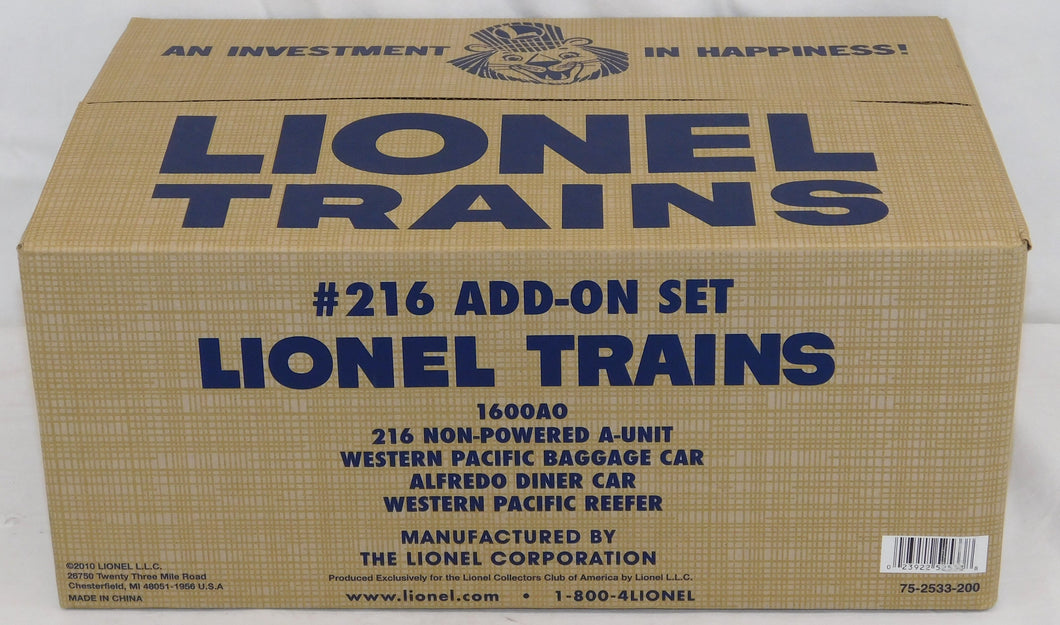 AN INVESTMENT IN HAPPINESS!
L
LIONEL
TRAINS
#216 ADD-ON SET
LIONEL TRAINS
1600AO
216 NON-POWERED A-UNIT
WESTERN PACIFIC BAGGAGE CAR
ALFREDO DINER CAR
WESTERN PACIFIC REEFER
MANUFACTURED BY
THE LIONEL CORPORATION
Produced Exclusively for the Lionel Collectors Club of America by Lionel L.L.C.
www.lionel.com • 1-800-4LIONEL
©2010 LIONEL L.L.C.
26750 Twenty Three Mile Road
Chesterfield, MI 48051-1956 U.S.A
MADE IN CHINA
75-2533-200